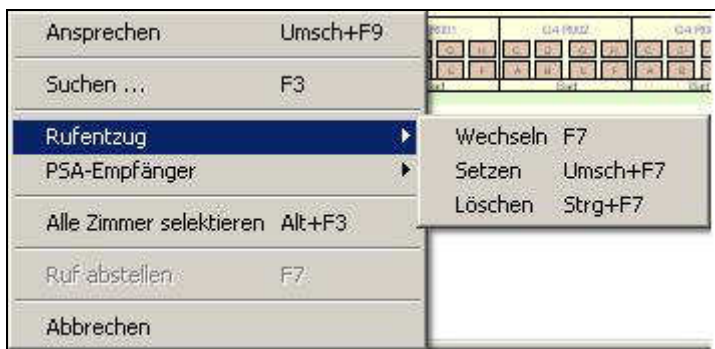 Ansprechen Umsch+F9
Suchen ... F3
Rufentzug
Wechseln F7
PSA-Empfänger
Setzen Umsch+F7
Löschen Strg+F7
Alle Zimmer selektieren Alt+F3
Ruf abstellen F7
Abbrechen